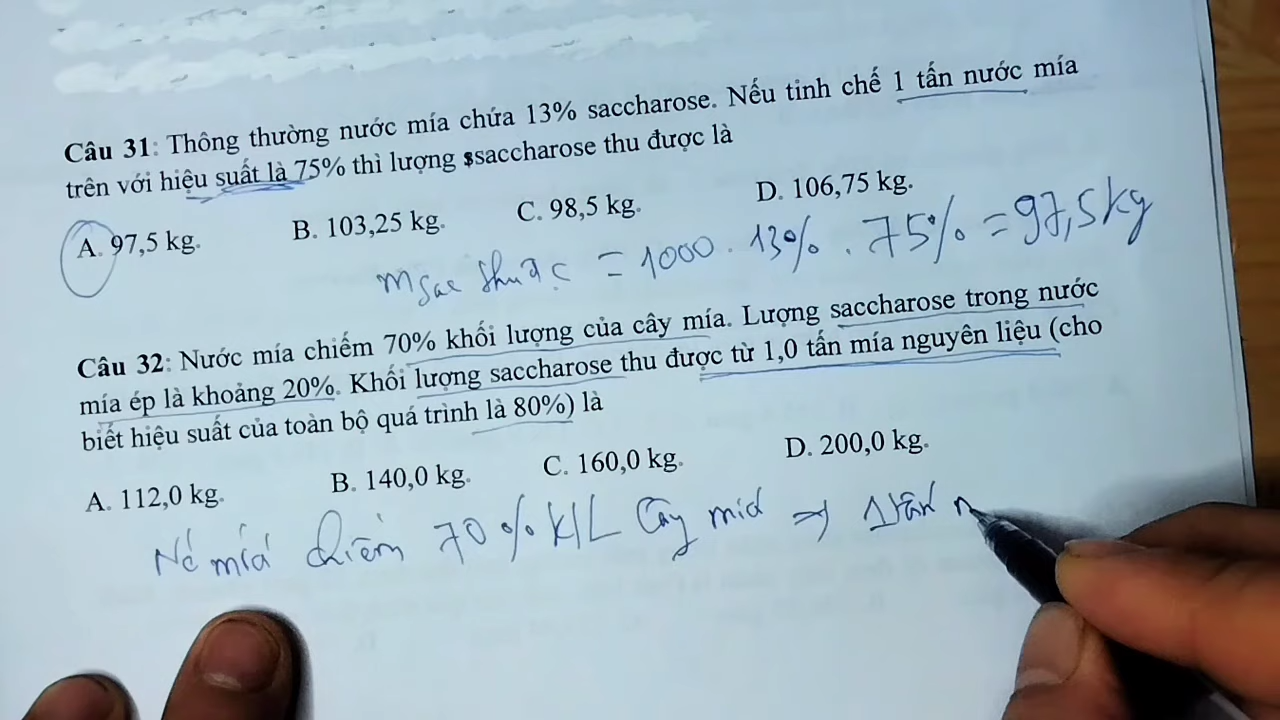 Câu 31: Thông thường nước mía chứa 13% saccharose. Nếu tinh chế 1 tấn nước mía
trên với hiệu suất là 75% thì lượng $saccharose thu được là
A. 97,5 kg. B. 103,25 kg. C. 98,5 kg. D. 106,75 kg.
m sac thu đ.c = 1000 . 13% . 75% = 97,5 kg
Câu 32: Nước mía chiếm 70% khối lượng của cây mía. Lượng saccharose trong nước
mía ép là khoảng 20%. Khối lượng saccharose thu được từ 1,0 tấn mía nguyên liệu (cho
biết hiệu suất của toàn bộ quá trình là 80%) là
A. 112,0 kg. B. 140,0 kg. C. 160,0 kg. D. 200,0 kg.
mía chiếm 70% KL Cây mía ⇒ 1 tấn